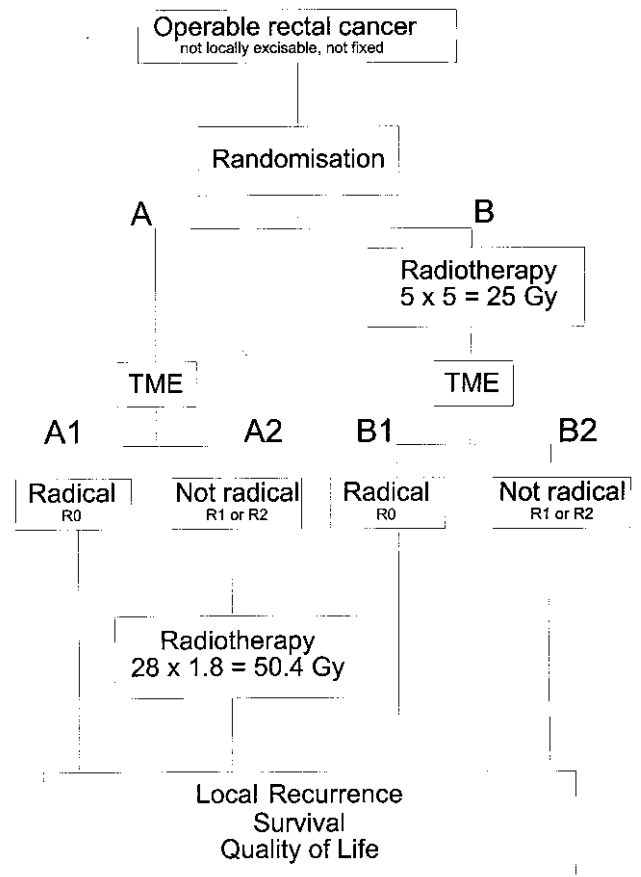 Operable rectal cancer
not locally excisable, not fixed
Randomisation
A
B
Radiotherapy
5 x 5 = 25 Gy
TME
TME
A1
A2
B1
B2
Radical
R0
Not radical
R1 or R2
Radical
R0
Not radical
R1 or R2
Radiotherapy
28 x 1.8 = 50.4 Gy
Local Recurrence
Survival
Quality of Life